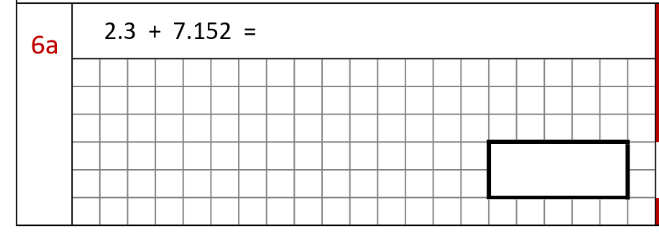 6a
2.3 + 7.152 =